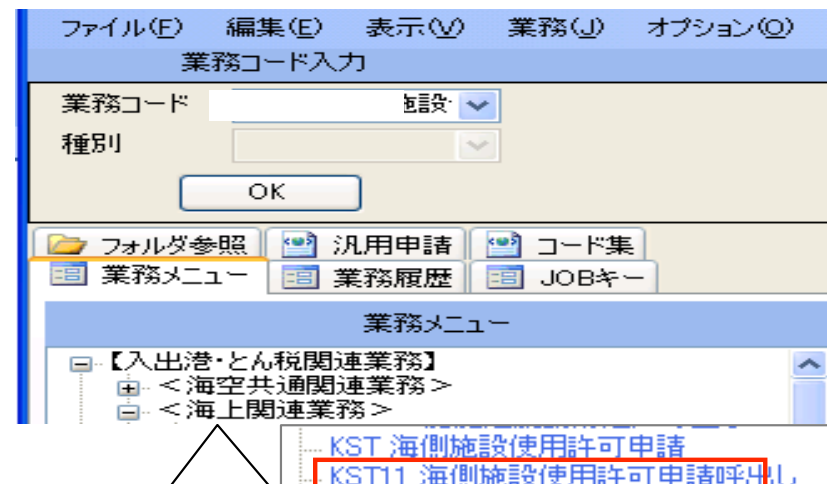 ファイル(F) 編集(E) 表示(V) 業務(J) オプション(O)
業務コード入力
業務コード 施設
種別
OK
フォルダ参照 汎用申請 コード集
業務メニュー 業務履歴 JOBキー
業務メニュー
【入出港・とん税関連業務】
<海空共通関連業務>
<海上関連業務>
KST 海側施設使用許可申請
KST11 海側施設使用許可申請呼出し